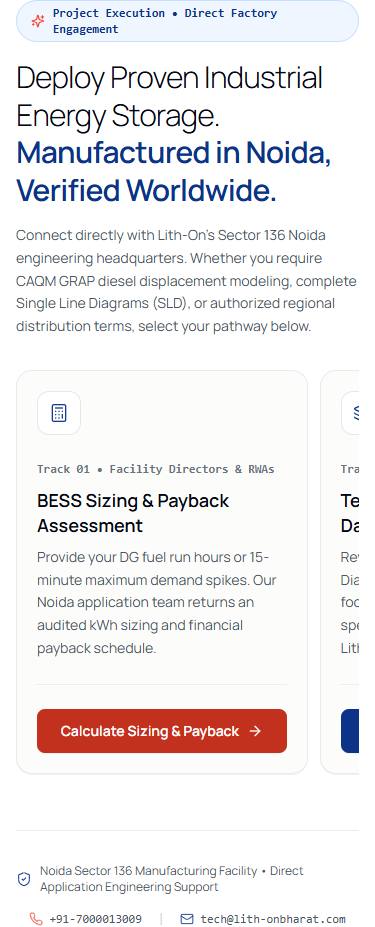 Project Execution • Direct Factory
Engagement
Deploy Proven Industrial
Energy Storage.
Manufactured in Noida,
Verified Worldwide.
Connect directly with Lith-On's Sector 136 Noida
engineering headquarters. Whether you require
CAQM GRAP diesel displacement modeling, complete
Single Line Diagrams (SLD), or authorized regional
distribution terms, select your pathway below.
Track 01 • Facility Directors & RWAs
BESS Sizing & Payback
Assessment
Provide your DG fuel run hours or 15-
minute maximum demand spikes. Our
Noida application team returns an
audited kWh sizing and financial
payback schedule.
Calculate Sizing & Payback
Noida Sector 136 Manufacturing Facility • Direct
Application Engineering Support
+91-7000013009 | tech@lith-onbharat.com